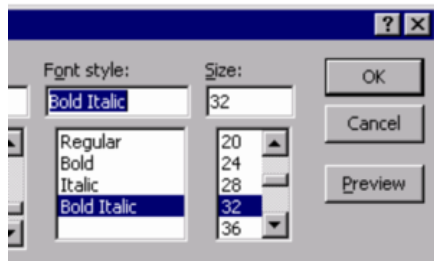 ? X
Font style:
Size:
OK
Bold Italic
32
Cancel
Regular
Bold
Italic
Bold Italic
20
24
28
32
36
Preview